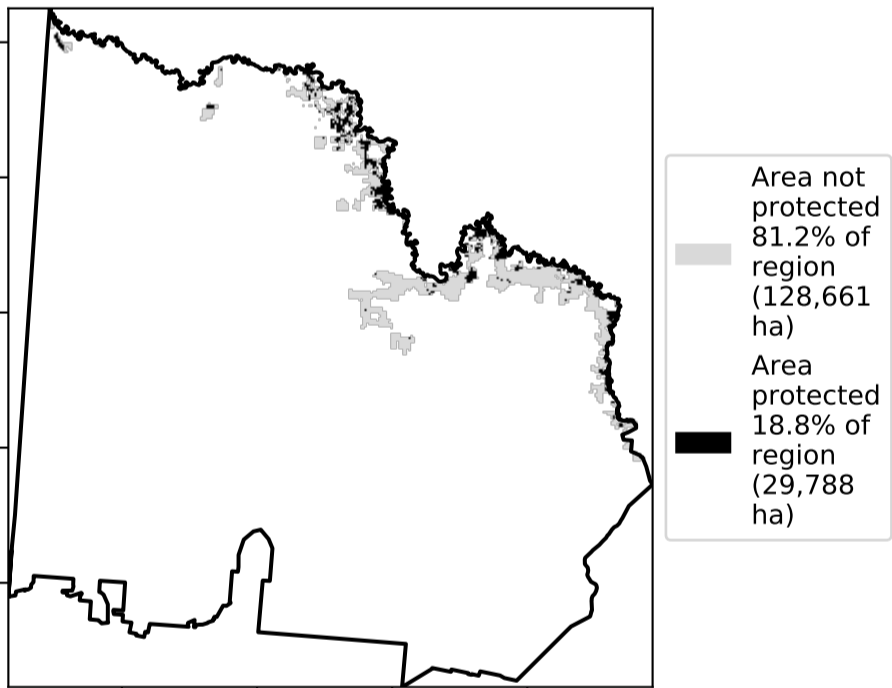 Area not
protected
81.2% of
region
(128,661
ha)
Area
protected
18.8% of
region
(29,788
ha)